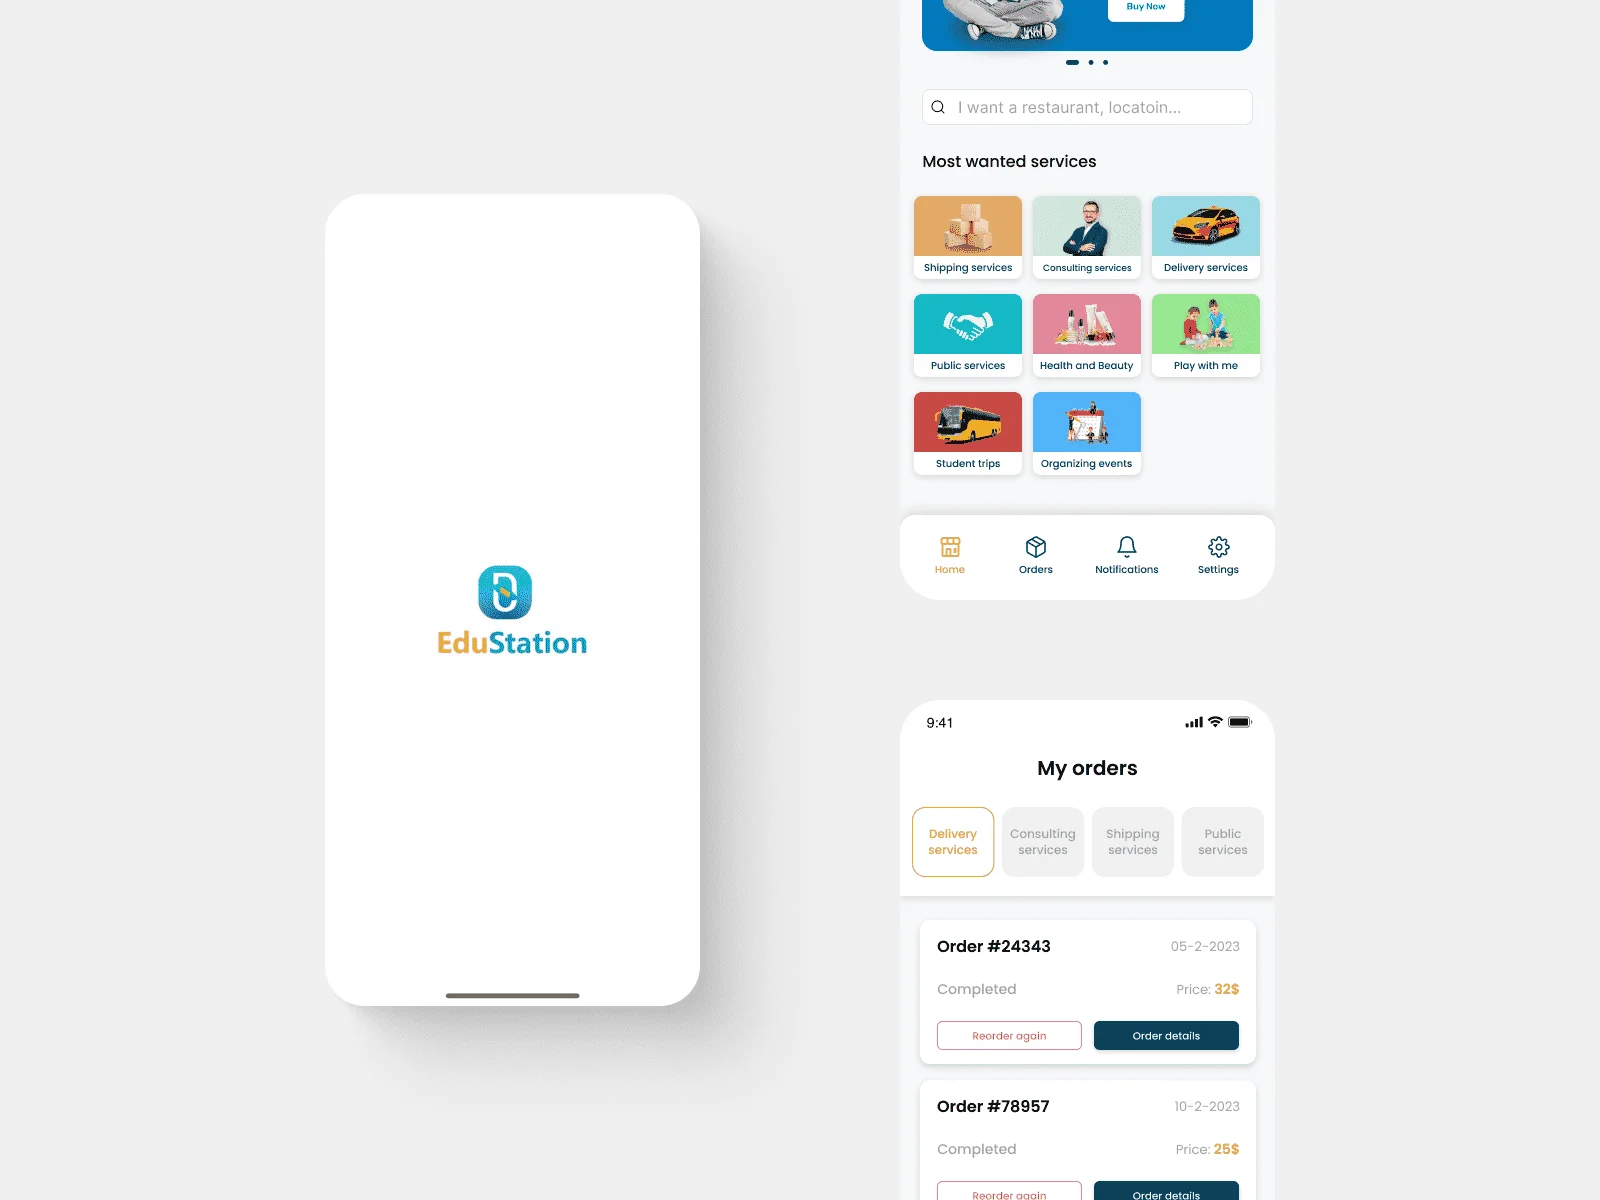 EduStation
Buy Now
I want a restaurant, locatoin...
Most wanted services
Shipping services
Consulting services
Delivery services
Public services
Health and Beauty
Play with me
Student trips
Organizing events
Home
Orders
Notifications
Settings
9:41
My orders
Delivery
services
Consulting
services
Shipping
services
Public
services
Order #24343
05-2-2023
Completed
Price: 32$
Reorder again
Order details
Order #78957
10-2-2023
Completed
Price: 25$
Reorder again
Order details